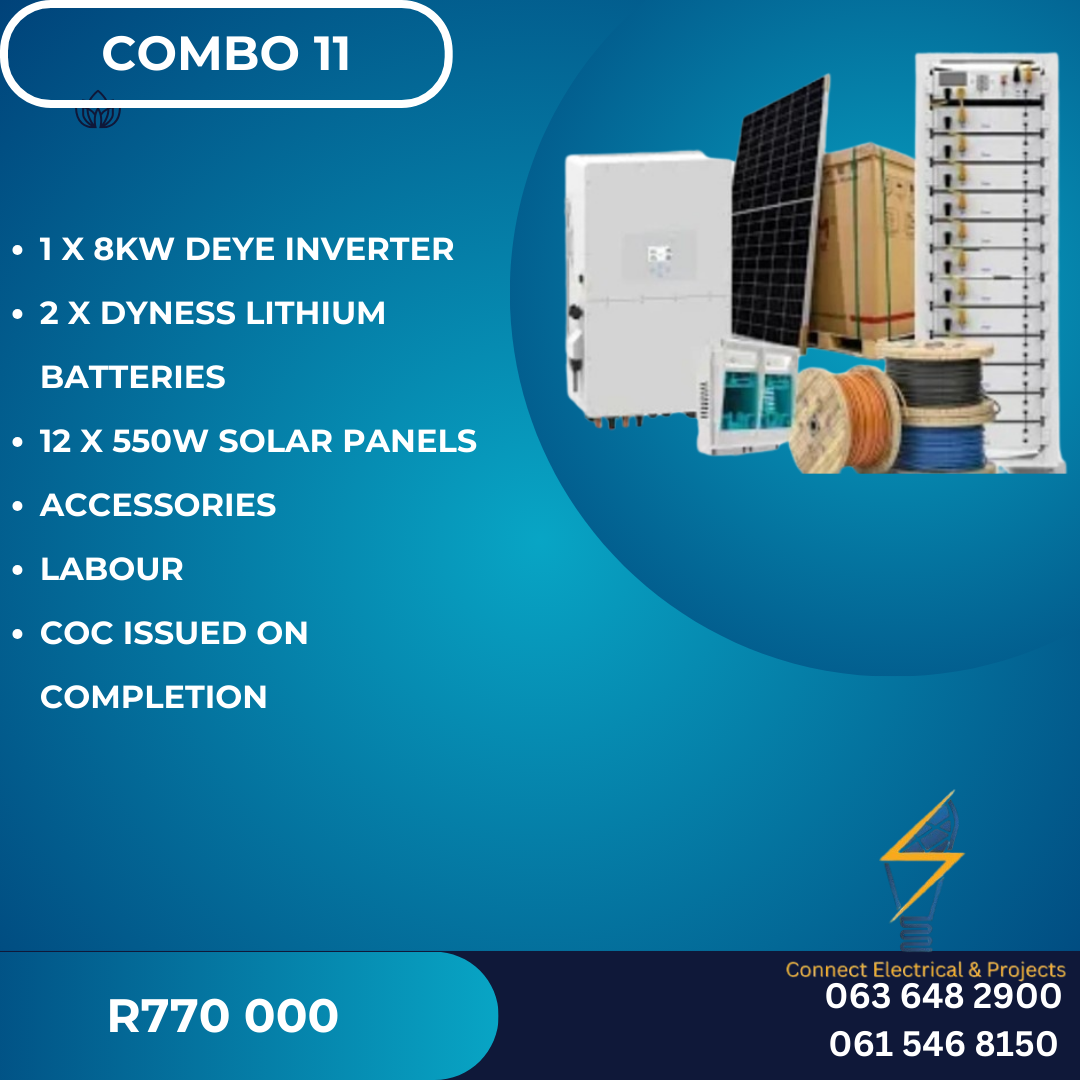 COMBO 11
• 1 X 8KW DEYE INVERTER
• 2 X DYNESS LITHIUM
BATTERIES
• 12 X 550W SOLAR PANELS
• ACCESSORIES
• LABOUR
• COC ISSUED ON
COMPLETION
R770 000
Connect Electrical & Projects
063 648 2900
061 546 8150